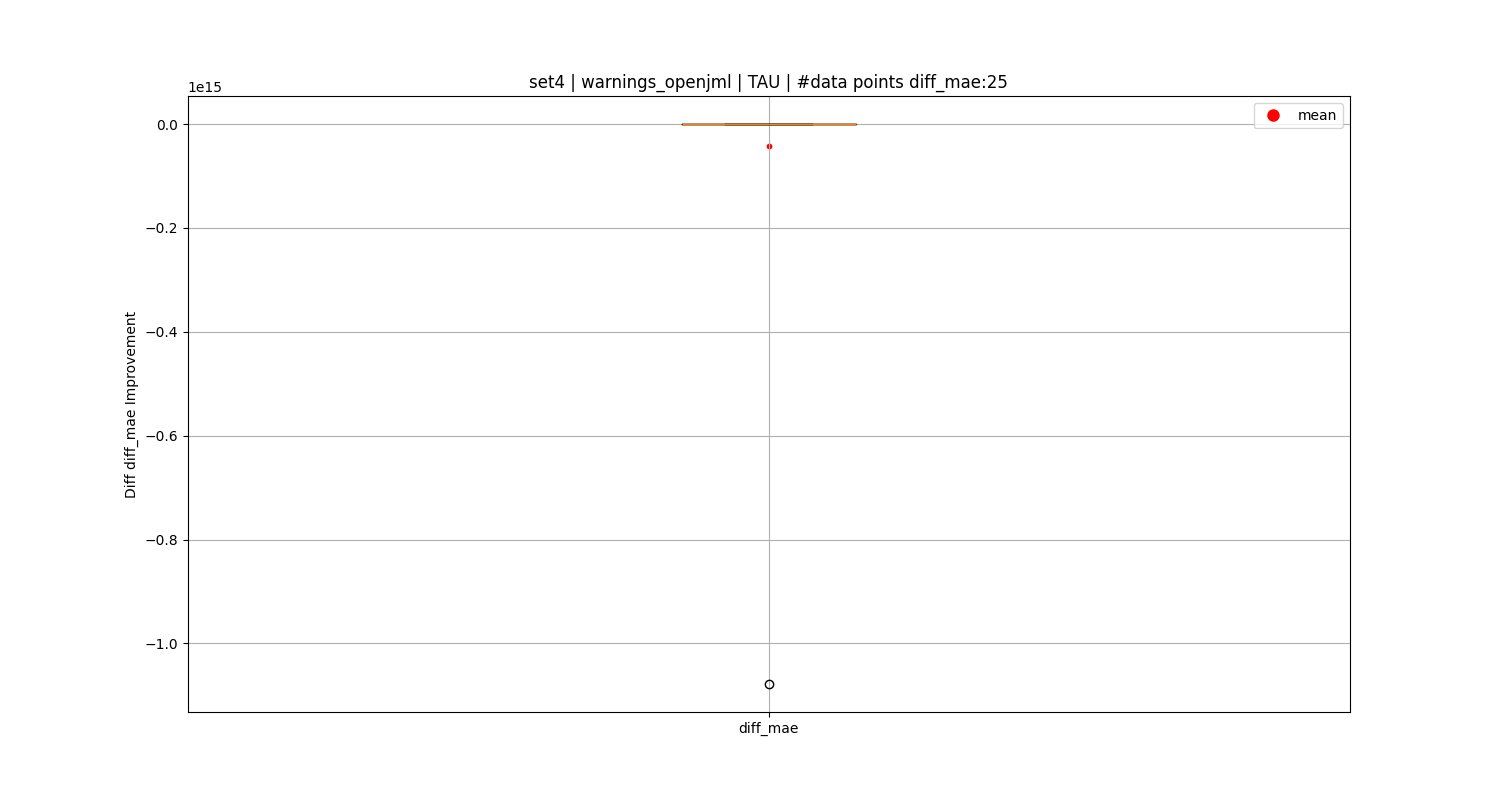 set4 | warnings_openjml | TAU | #data points diff_mae:25
1e15
mean
0.0
−0.2
−0.4
−0.6
−0.8
−1.0
Diff diff_mae Improvement
diff_mae